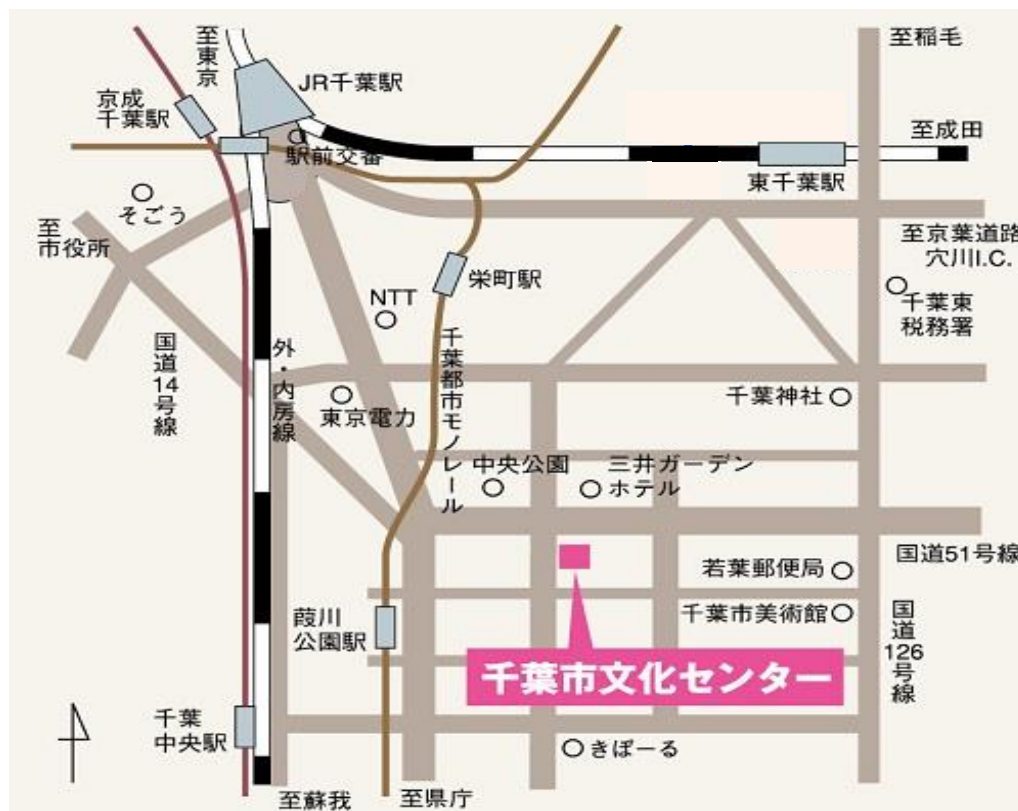 至東京
JR千葉駅
京成
千葉駅
駅前交番
至稲毛
至成田
東千葉駅
そごう
至
市役所
至京葉道路
穴川I.C.
栄町駅
NTT
千葉東
税務署
国道14号線
外・内房線
千葉都市モノレール
東京電力
千葉神社
中央公園
三井ガーデン
ホテル
国道51号線
若葉郵便局
千葉市美術館
国道126号線
葭川
公園駅
千葉市文化センター
千葉
中央駅
きぼーる
至蘇我
至県庁